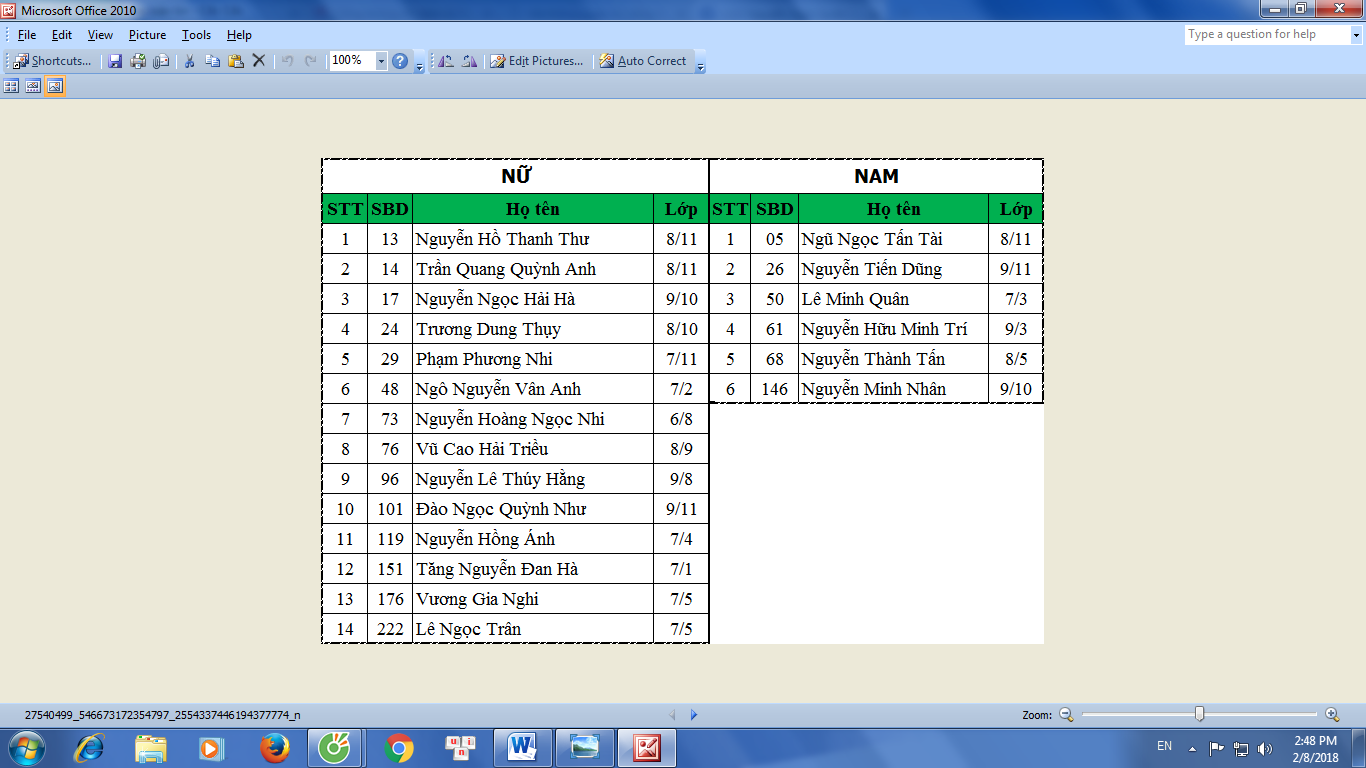 Microsoft Office 2010
File Edit View Picture Tools Help
Type a question for help
Shortcuts... 100% Edit Pictures... Auto Correct
NỮ NAM
STT SBD Họ tên Lớp STT SBD Họ tên Lớp
1 13 Nguyễn Hồ Thanh Thư 8/11 1 05 Ngũ Ngọc Tấn Tài 8/11
2 14 Trần Quang Quỳnh Anh 8/11 2 26 Nguyễn Tiến Dũng 9/11
3 17 Nguyễn Ngọc Hải Hà 9/10 3 50 Lê Minh Quân 7/3
4 24 Trương Dung Thụy 8/10 4 61 Nguyễn Hữu Minh Trí 9/3
5 29 Phạm Phương Nhi 7/11 5 68 Nguyễn Thành Tấn 8/5
6 48 Ngô Nguyễn Vân Anh 7/2 6 146 Nguyễn Minh Nhân 9/10
7 73 Nguyễn Hoàng Ngọc Nhi 6/8
8 76 Vũ Cao Hải Triều 8/9
9 96 Nguyễn Lê Thúy Hằng 9/8
10 101 Đào Ngọc Quỳnh Như 9/11
11 119 Nguyễn Hồng Ánh 7/4
12 151 Tăng Nguyễn Đan Hà 7/1
13 176 Vương Gia Nghi 7/5
14 222 Lê Ngọc Trân 7/5
27540499_546673172354797_2554337446194377774_n Zoom:
EN 2:48 PM
2/8/2018